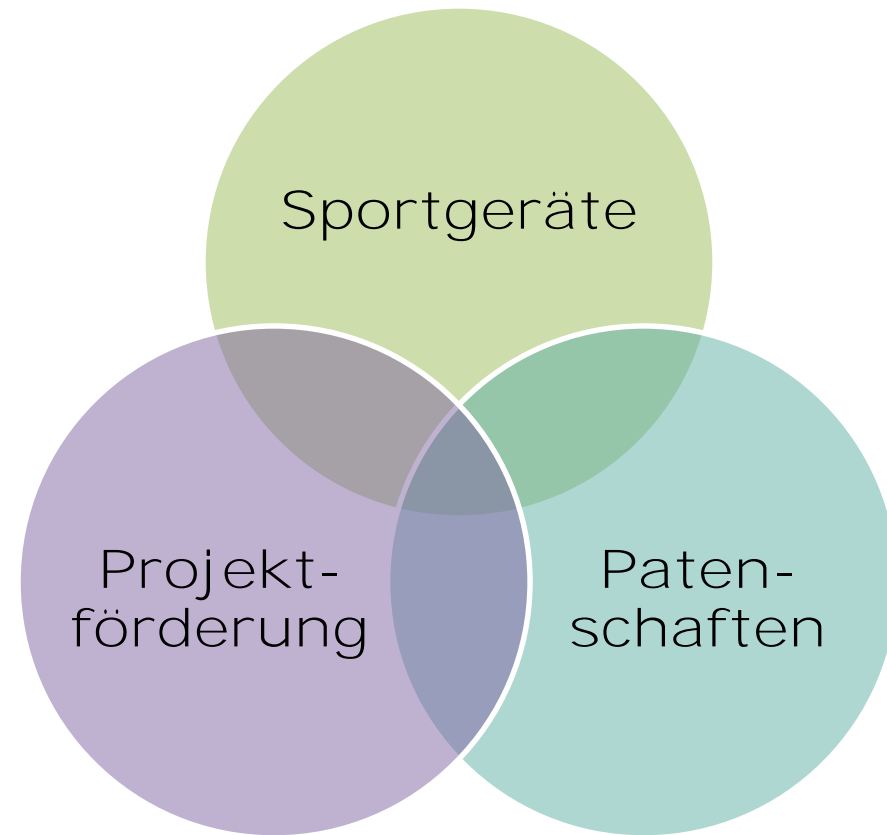 Sportgeräte
Projekt-
förderung
Paten-
schaften